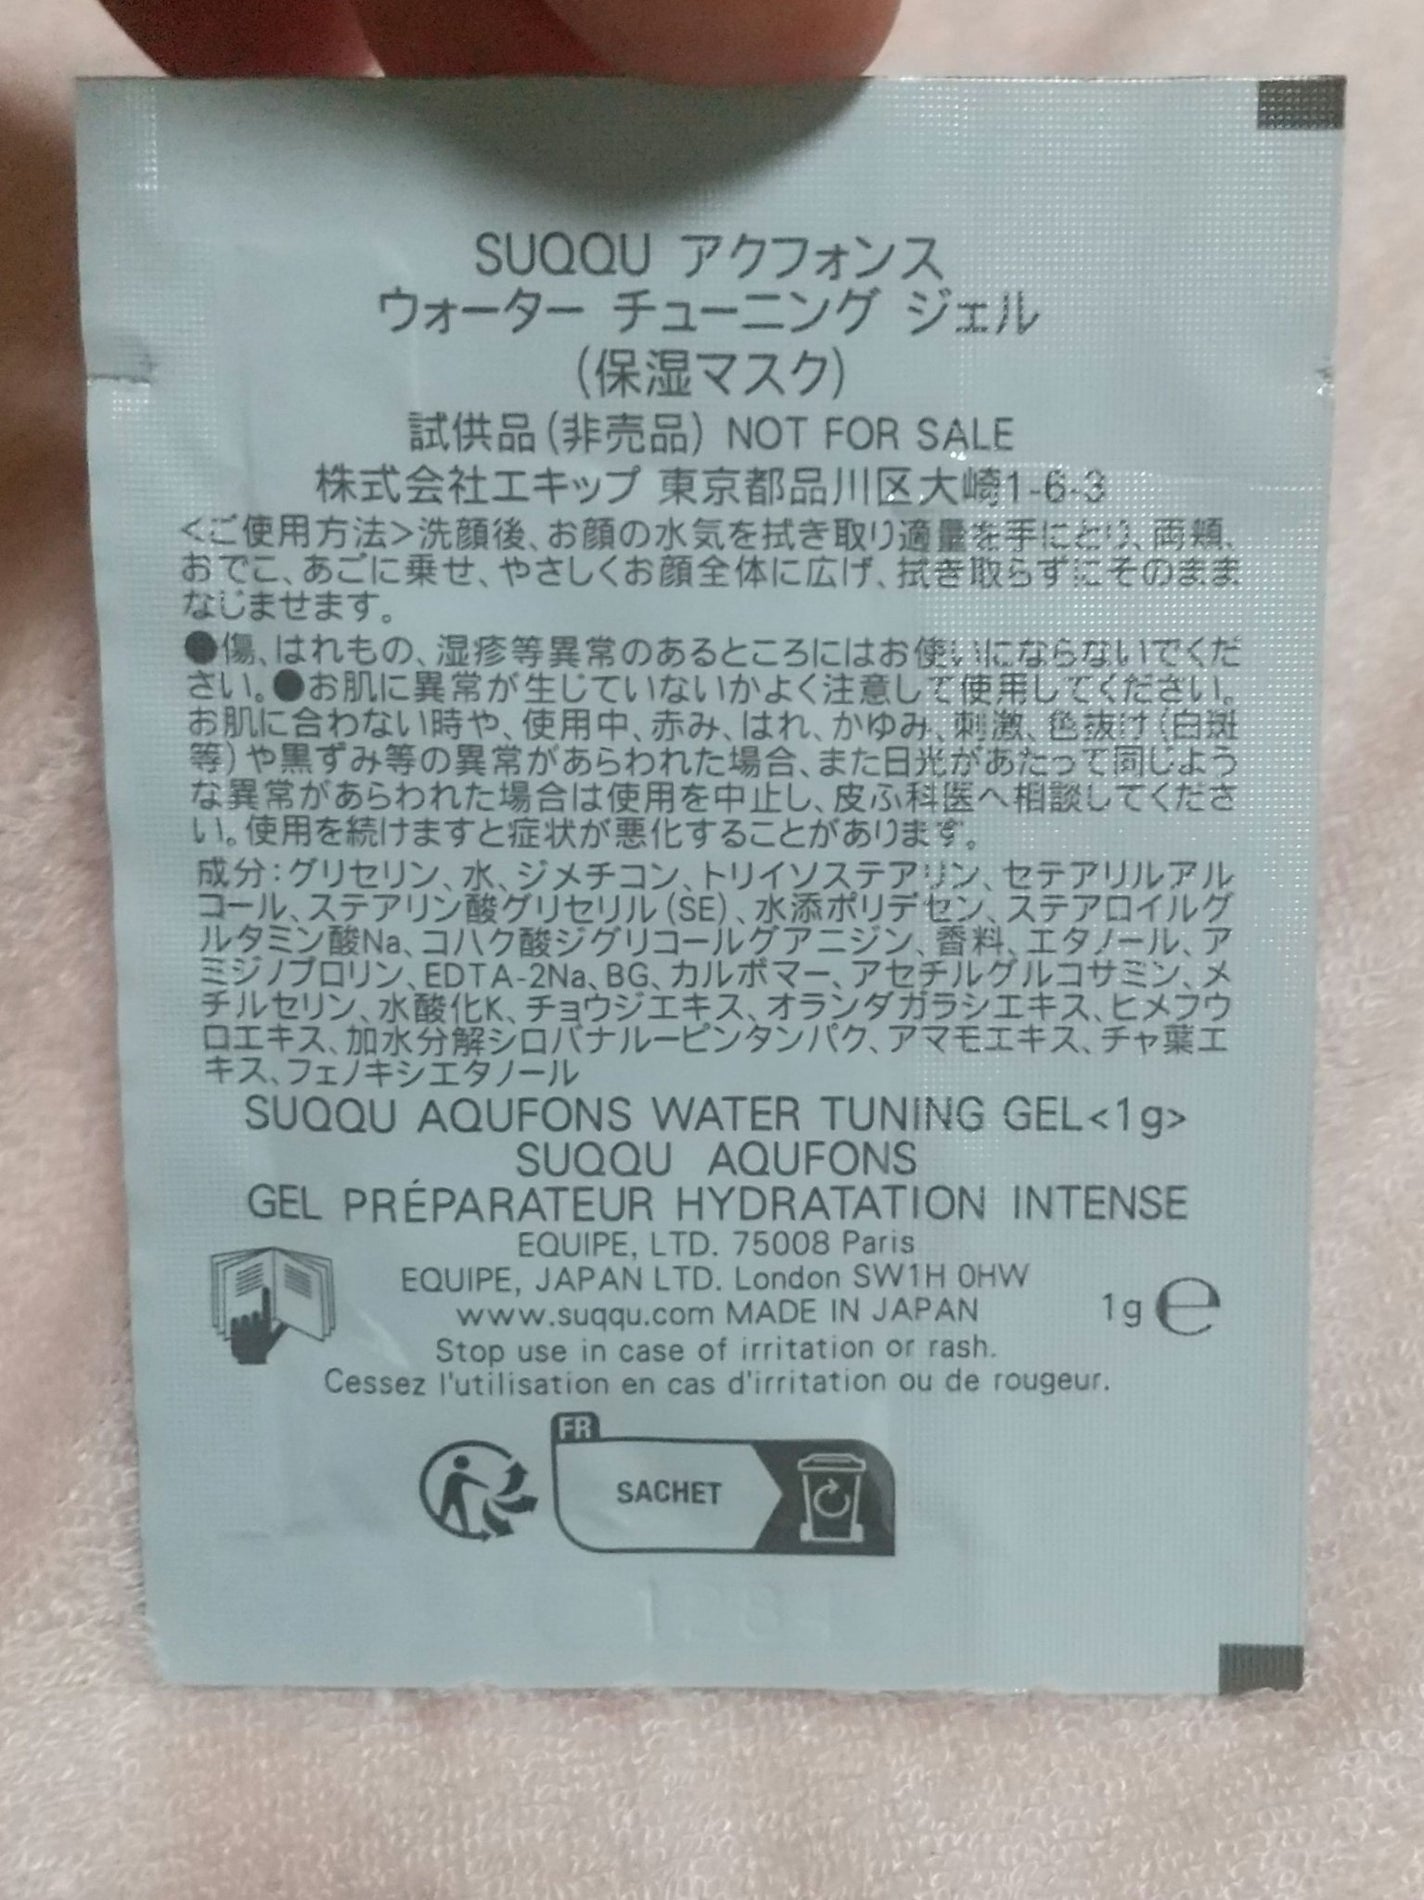 SUQQU アクフォンス
ウォーター チューニング ジェル
(保湿マスク)
試供品(非売品) NOT FOR SALE
株式会社エキップ 東京都品川区大崎1-6-3
<ご使用方法>洗顔後、お顔の水気を拭き取り適量を手にとり、両頬、
おでこ、あごに乗せ、やさしくお顔全体に広げ、拭き取らずにそのまま
なじませます。
●傷、はれもの、湿疹等異常のあるところにはお使いにならないでくだ
さい。●お肌に異常が生じていないかよく注意して使用してください。
お肌に合わない時や、使用中、赤み、はれ、かゆみ、刺激、色抜け(白斑
等)や黒ずみ等の異常があらわれた場合、また日光があたって同じよう
な異常があらわれた場合は使用を中止し、皮ふ科医へ相談してくださ
い。使用を続けますと症状が悪化することがあります。
成分:グリセリン、水、ジメチコン、トリイソステアリン、セテアリルアル
コール、ステアリン酸グリセリル(SE)、水添ポリデセン、ステアロイルグ
ルタミン酸Na、コハク酸ジグリコールグアニジン、香料、エタノール、ア
ミジノプロリン、EDTA-2Na、BG、カルボマー、アセチルグルコサミン、メ
チルセリン、水酸化K、チョウジエキス、オランダガラシエキス、ヒメフウ
ロエキス、加水分解シロバナルーピンタンパク、アマモエキス、チャ葉エ
キス、フェノキシエタノール
SUQQU AQUFONS WATER TUNING GEL<1g>
SUQQU AQUFONS
GEL PRÉPARATEUR HYDRATATION INTENSE
EQUIPE, LTD. 75008 Paris
EQUIPE, JAPAN LTD. London SW1H 0HW
www.suqqu.com MADE IN JAPAN
1g e
Stop use in case of irritation or rash.
Cessez l'utilisation en cas d'irritation ou de rougeur.
FR
SACHET